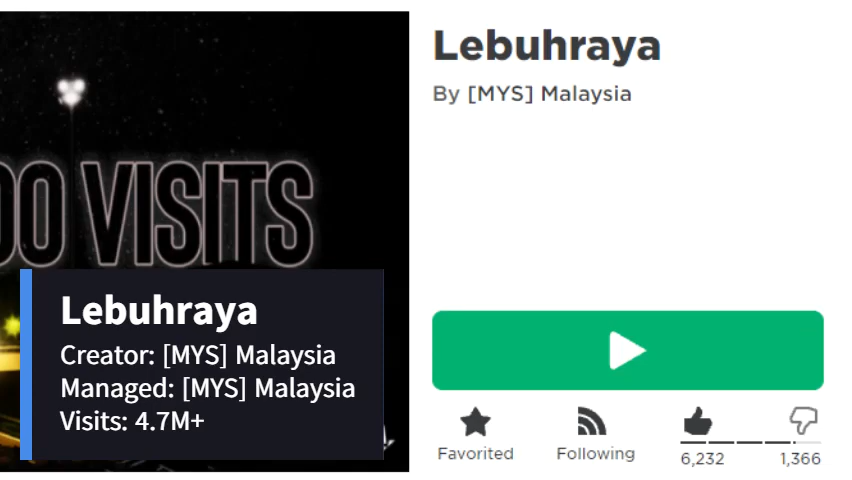 00 VISITS
Lebuhraya
Creator: [MYS] Malaysia
Managed: [MYS] Malaysia
Visits: 4.7M+
Lebuhraya
By [MYS] Malaysia
Favorited
Following
6,232
1,366